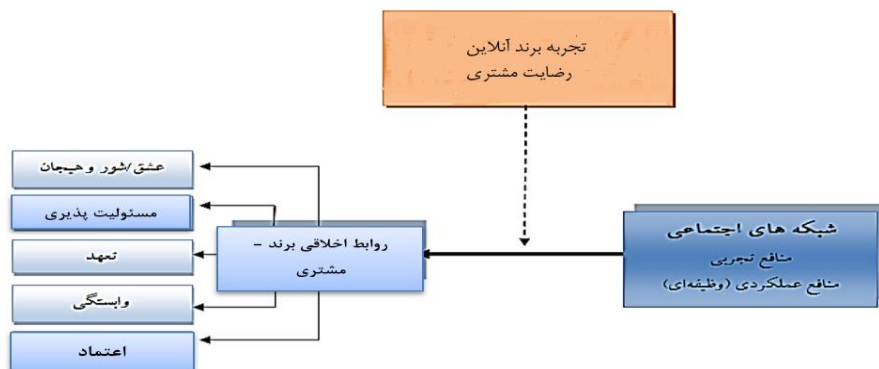 تجربه برند آنلاین
رضایت مشتری
شبکه های اجتماعی
منافع تجربی
منافع عملکردی (وظیفه‌ای)
روابط اخلاقی برند –
مشتری
عشق/شور و هیجان
مسئولیت پذیری
تعهد
وابستگی
اعتماد